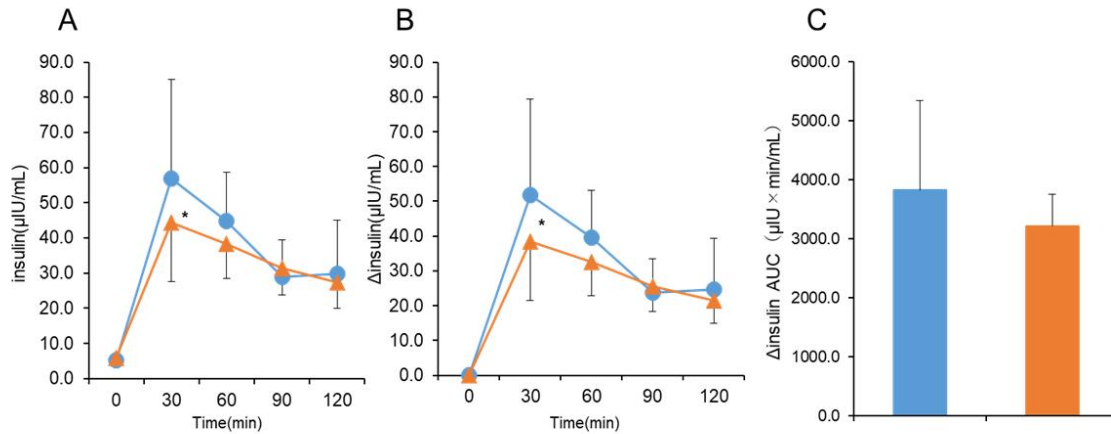 A
90.0
80.0
70.0
60.0
50.0
40.0
30.0
20.0
10.0
0.0
insulin(μIU/mL)
*
0 30 60 90 120
Time(min)
B
90.0
80.0
70.0
60.0
50.0
40.0
30.0
20.0
10.0
0.0
Δinsulin(μIU/mL)
*
0 30 60 90 120
Time(min)
C
6000.0
5000.0
4000.0
3000.0
2000.0
1000.0
0.0
Δinsulin AUC（μIU×min/mL）